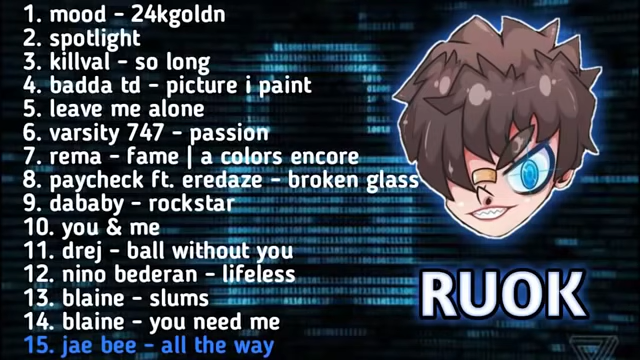 1. mood - 24kgoldn
2. spotlight
3. killval - so long
4. badda td - picture i paint
5. leave me alone
6. varsity 747 - passion
7. rema - fame | a colors encore
8. paycheck ft. eredaze - broken glass
9. dababy - rockstar
10. you & me
11. drej - ball without you
12. nino bederan - lifeless
13. blaine - slums
14. blaine - you need me
15. jae bee - all the way
RUOK